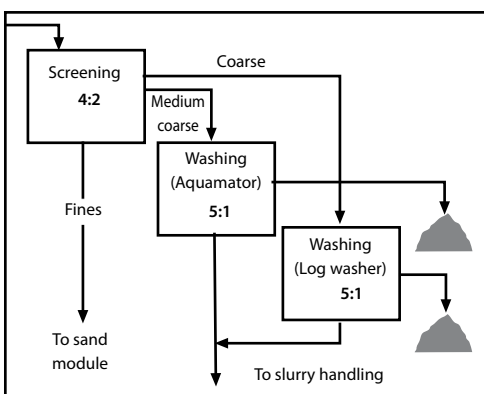 Screening
4:2
Coarse
Medium
coarse
Washing
(Aquamator)
5:1
Fines
Washing
(Log washer)
5:1
To sand
module
To slurry handling